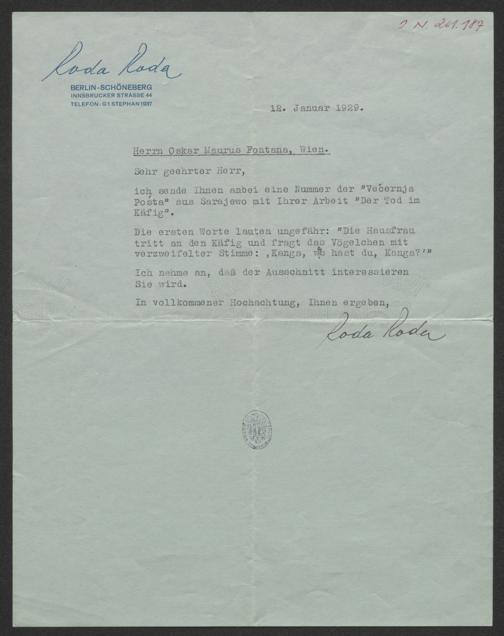 I N. 241.187
Roda Roda
BERLIN-SCHÖNEBERG
INNSBRUCKER STRASSE 44
TELEFON: G 1 STEPHAN 1037
12. Januar 1929.
Herrn Oskar Maurus Fontana, Wien.
Sehr geehrter Herr,
ich sende Ihnen anbei eine Nummer der "Večernja
Pošta" aus Sarajewo mit Ihrer Arbeit "Der Tod im
Käfig".
Die ersten Worte lauten ungefähr: "Die Hausfrau
tritt an den Käfig und fragt das Vögelchen mit
verzweifelter Stimme: ,Kanga, was hast du, Kanga?'"
Ich nehme an, daß der Ausschnitt interessieren
Sie wird.
In vollkommener Hochachtung, Ihnen ergeben,
Roda Roda